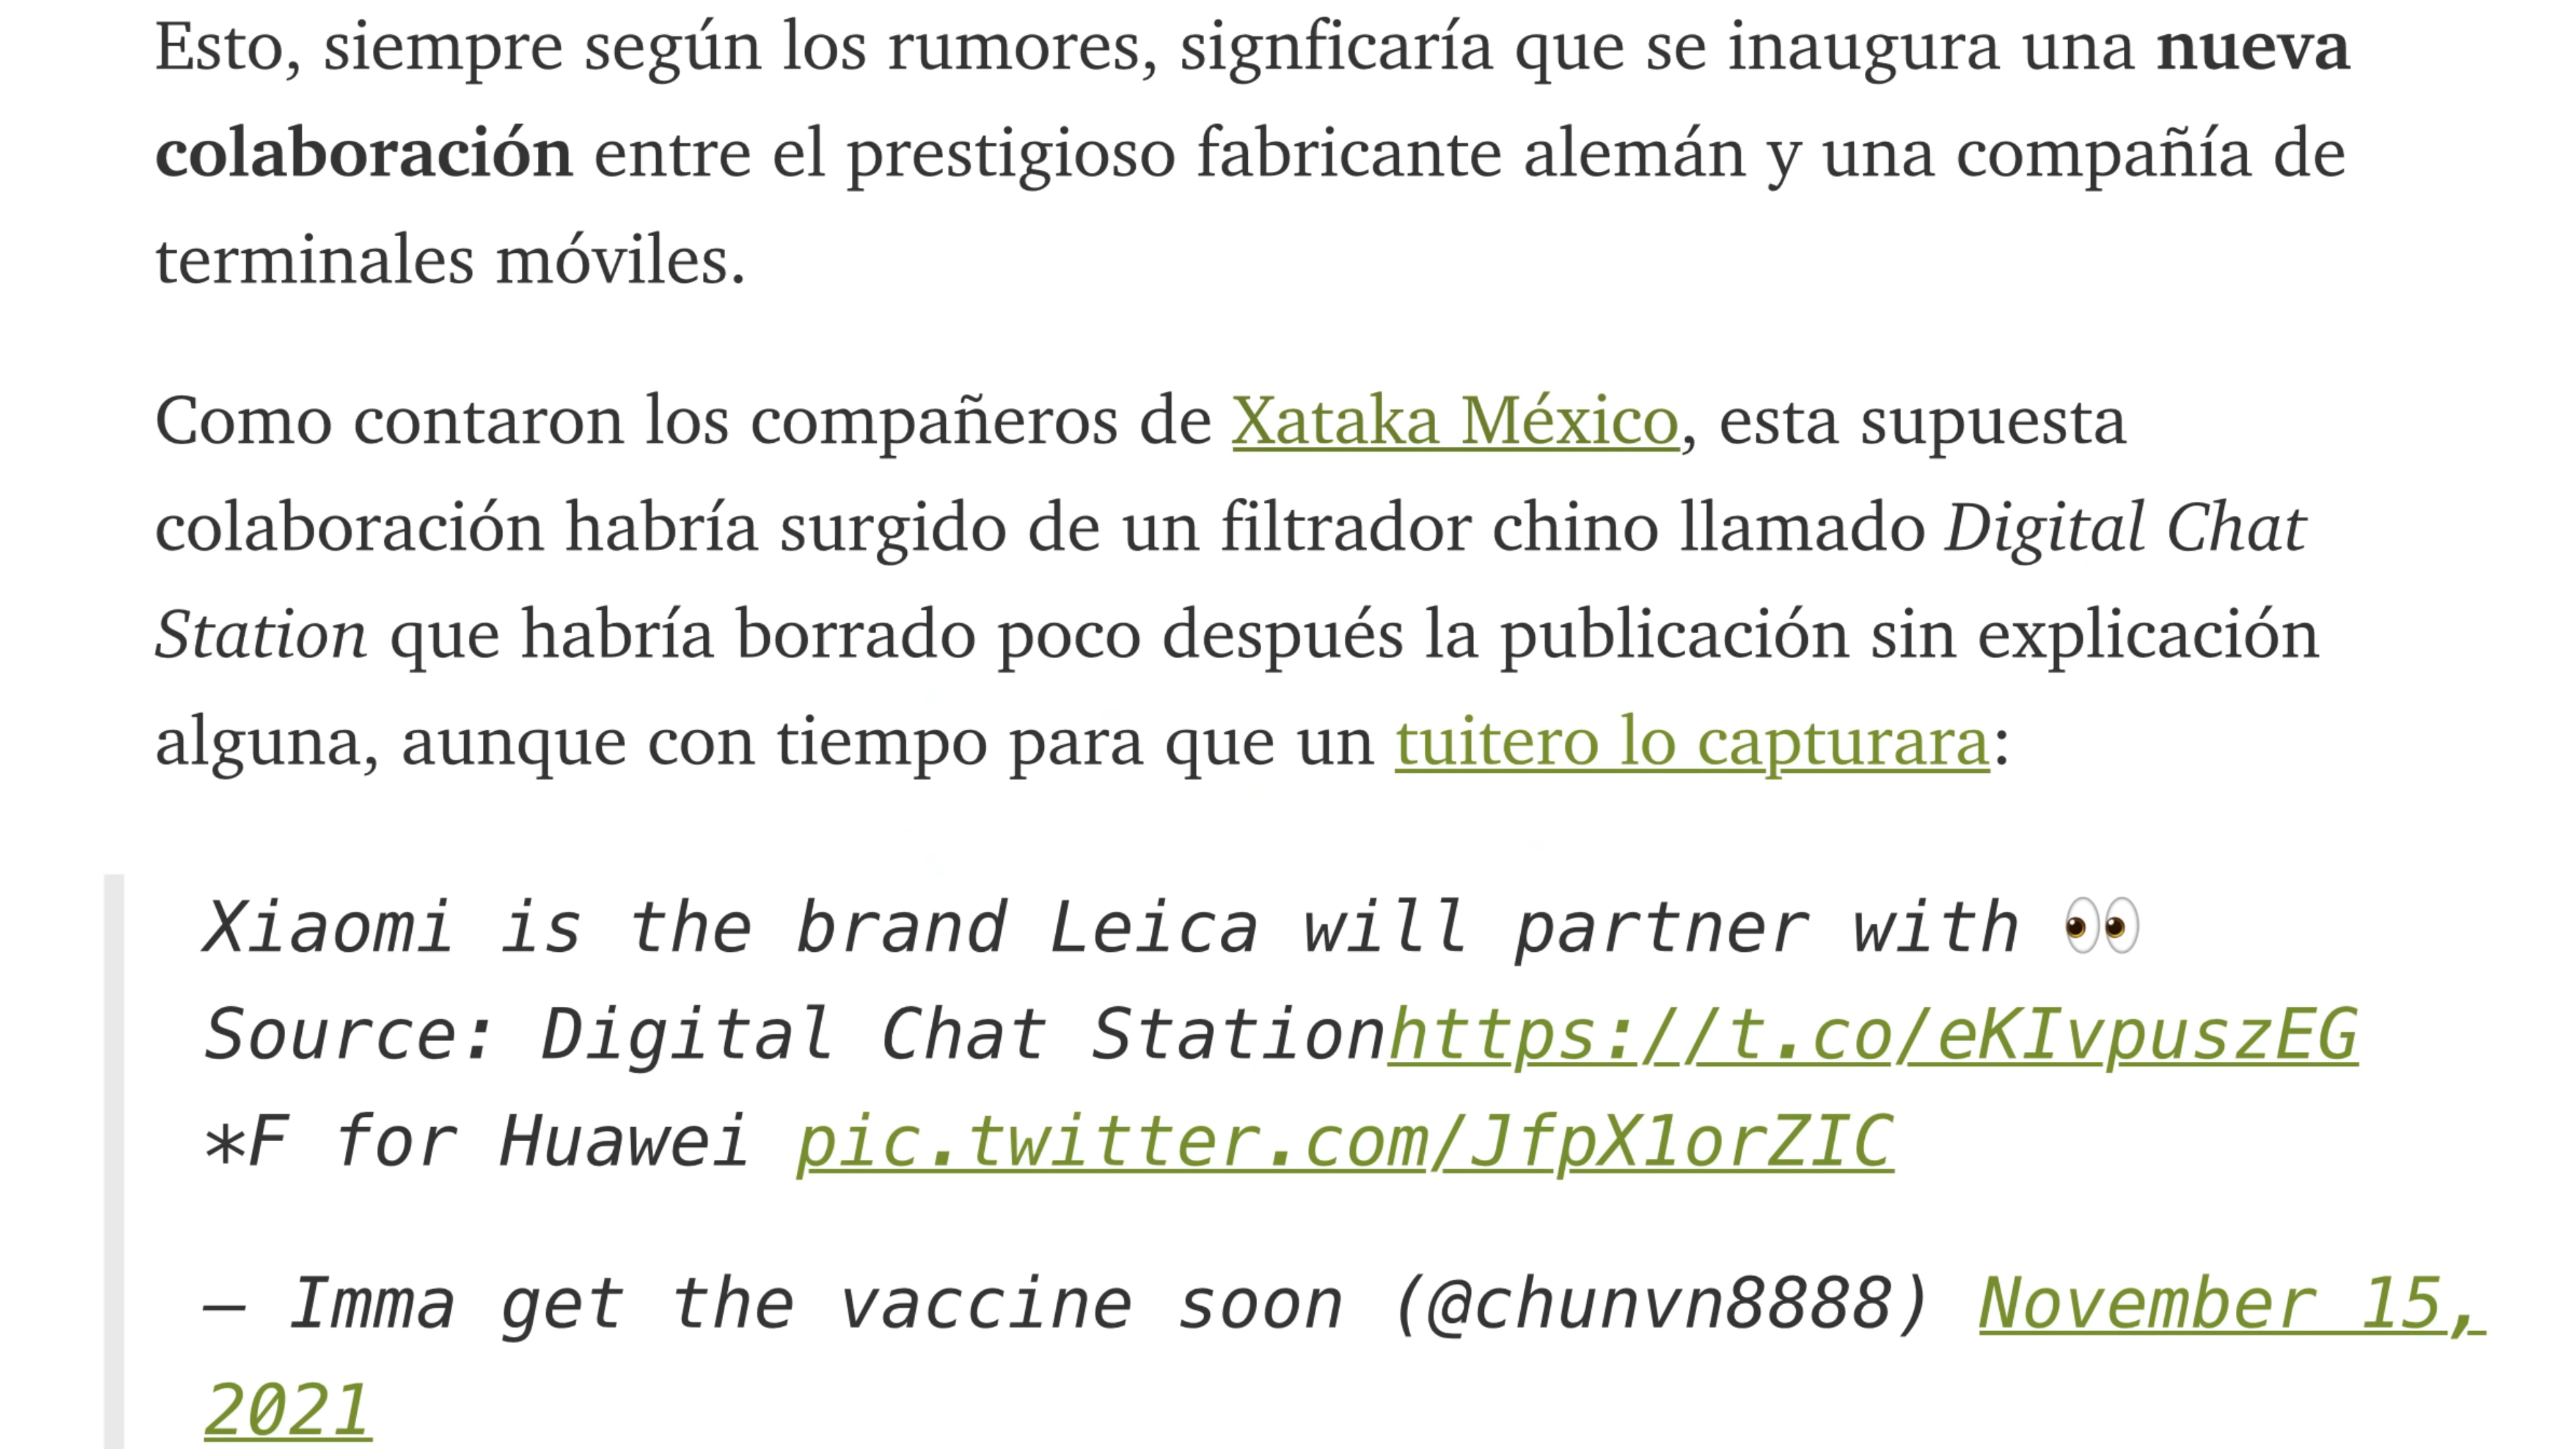 Esto, siempre según los rumores, signficaría que se inaugura una nueva
colaboración entre el prestigioso fabricante alemán y una compañía de
terminales móviles.
Como contaron los compañeros de Xataka México, esta supuesta
colaboración habría surgido de un filtrador chino llamado Digital Chat
Station que habría borrado poco después la publicación sin explicación
alguna, aunque con tiempo para que un tuitero lo capturara:
Xiaomi is the brand Leica will partner with 👀
Source: Digital Chat Stationhttps://t.co/eKIvpuszEG
*F for Huawei pic.twitter.com/JfpX1orZIC
— Imma get the vaccine soon (@chunvn8888) November 15,
2021